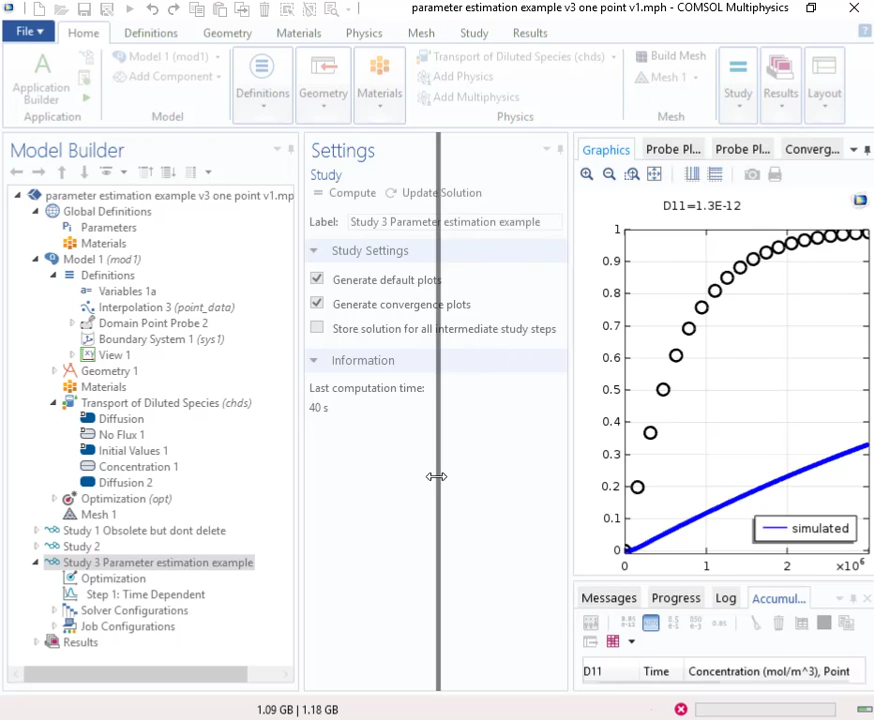 parameter estimation example v3 one point v1.mph - COMSOL Multiphysics
File Home Definitions Geometry Materials Physics Mesh Study Results
Application Builder
Application
Model 1 (mod1)
Add Component
Model
Definitions
Geometry
Materials
Transport of Diluted Species (chds)
Add Physics
Add Multiphysics
Physics
Build Mesh
Mesh 1
Mesh
Study
Results
Layout
Model Builder
parameter estimation example v3 one point v1.mp
Global Definitions
Pi Parameters
Materials
Model 1 (mod1)
Definitions
a= Variables 1a
Interpolation 3 (point_data)
Domain Point Probe 2
Boundary System 1 (sys1)
View 1
Geometry 1
Materials
Transport of Diluted Species (chds)
Diffusion
No Flux 1
Initial Values 1
Concentration 1
Diffusion 2
Optimization (opt)
Mesh 1
Study 1 Obsolete but dont delete
Study 2
Study 3 Parameter estimation example
Optimization
Step 1: Time Dependent
Solver Configurations
Job Configurations
Results
Settings
Study
= Compute Update Solution
Label: Study 3 Parameter estimation example
Study Settings
Generate default plots
Generate convergence plots
Store solution for all intermediate study steps
Information
Last computation time:
40 s
Graphics Probe Pl... Probe Pl... Converg...
D11=1.3E-12
1
0.9
0.8
0.7
0.6
0.5
0.4
0.3
0.2
0.1
0
simulated
0 1 2 ×10⁶
Messages Progress Log Accumul...
8.85 e-12 0.5 e-3 850 e-3 0.85
D11 Time Concentration (mol/m^3), Point
1.09 GB | 1.18 GB